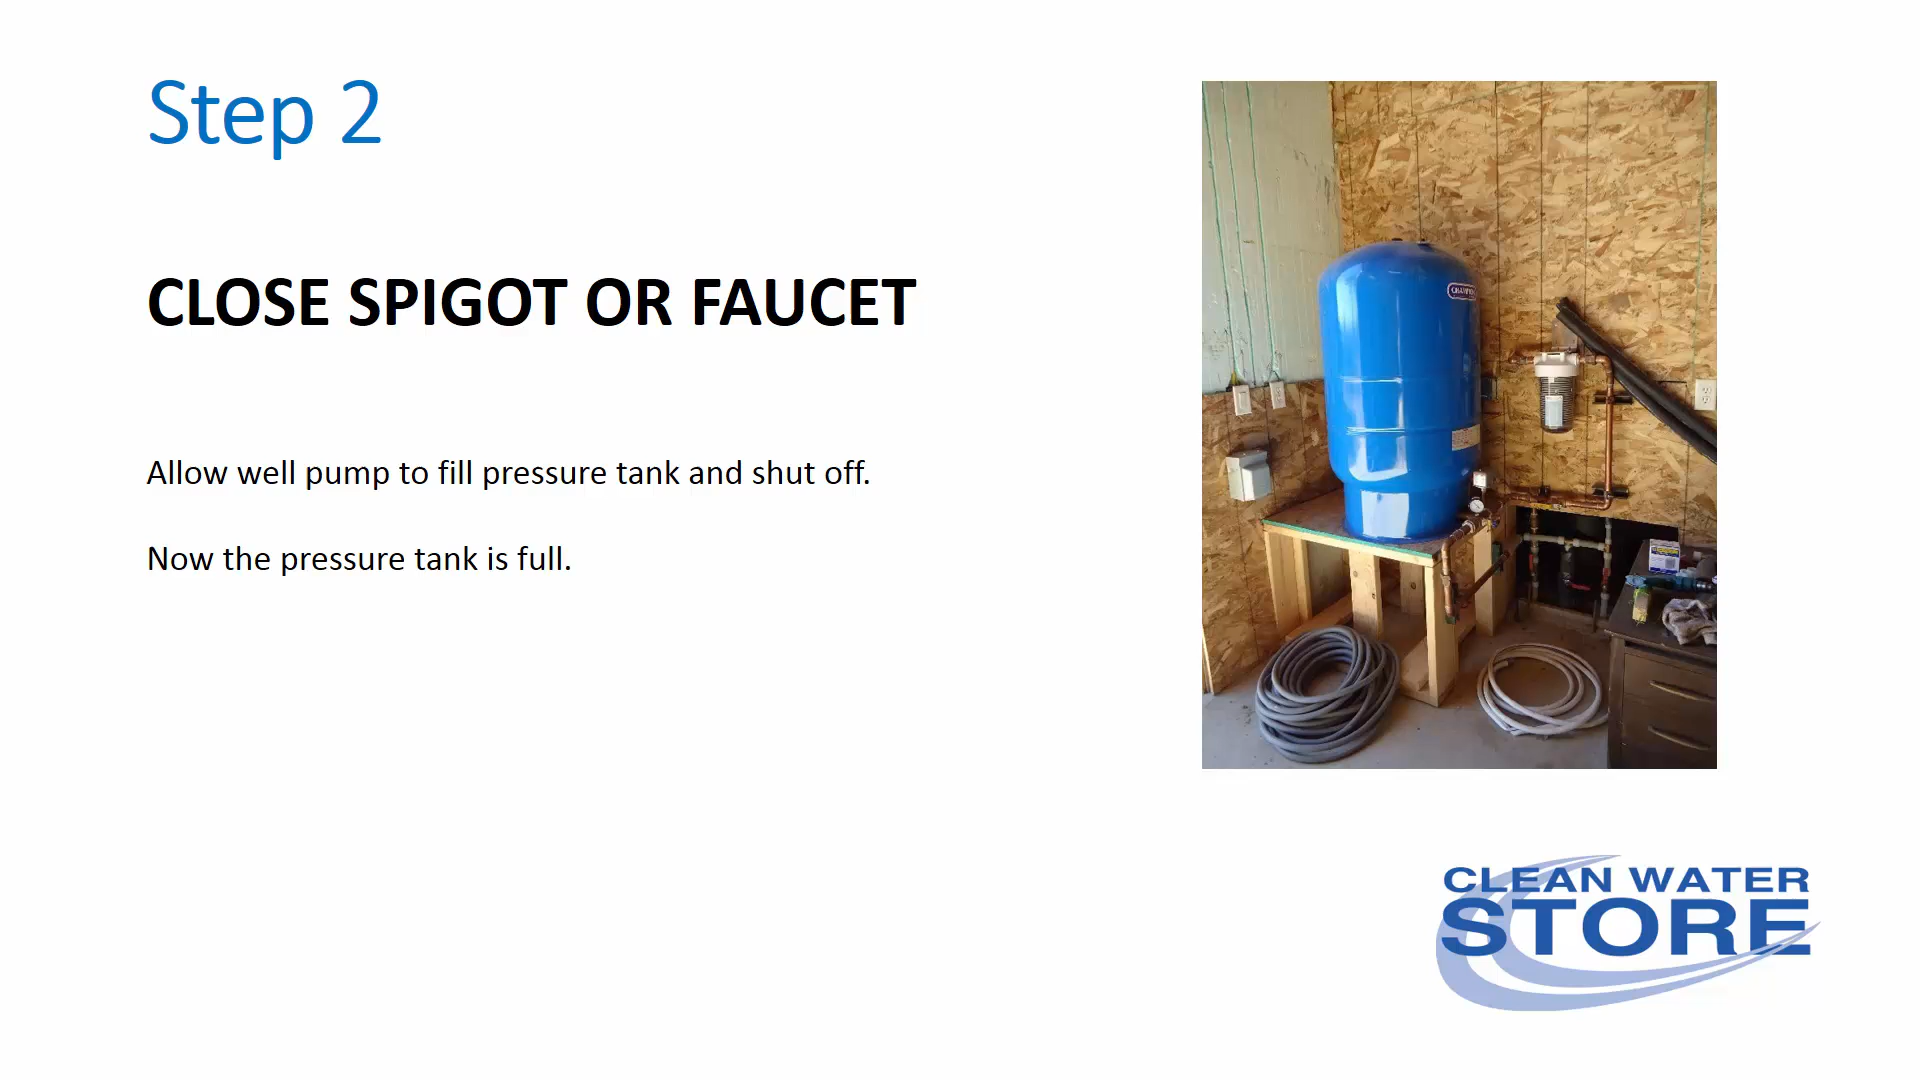 Step 2
CLOSE SPIGOT OR FAUCET
Allow well pump to fill pressure tank and shut off.
Now the pressure tank is full.
CLEAN WATER
STORE